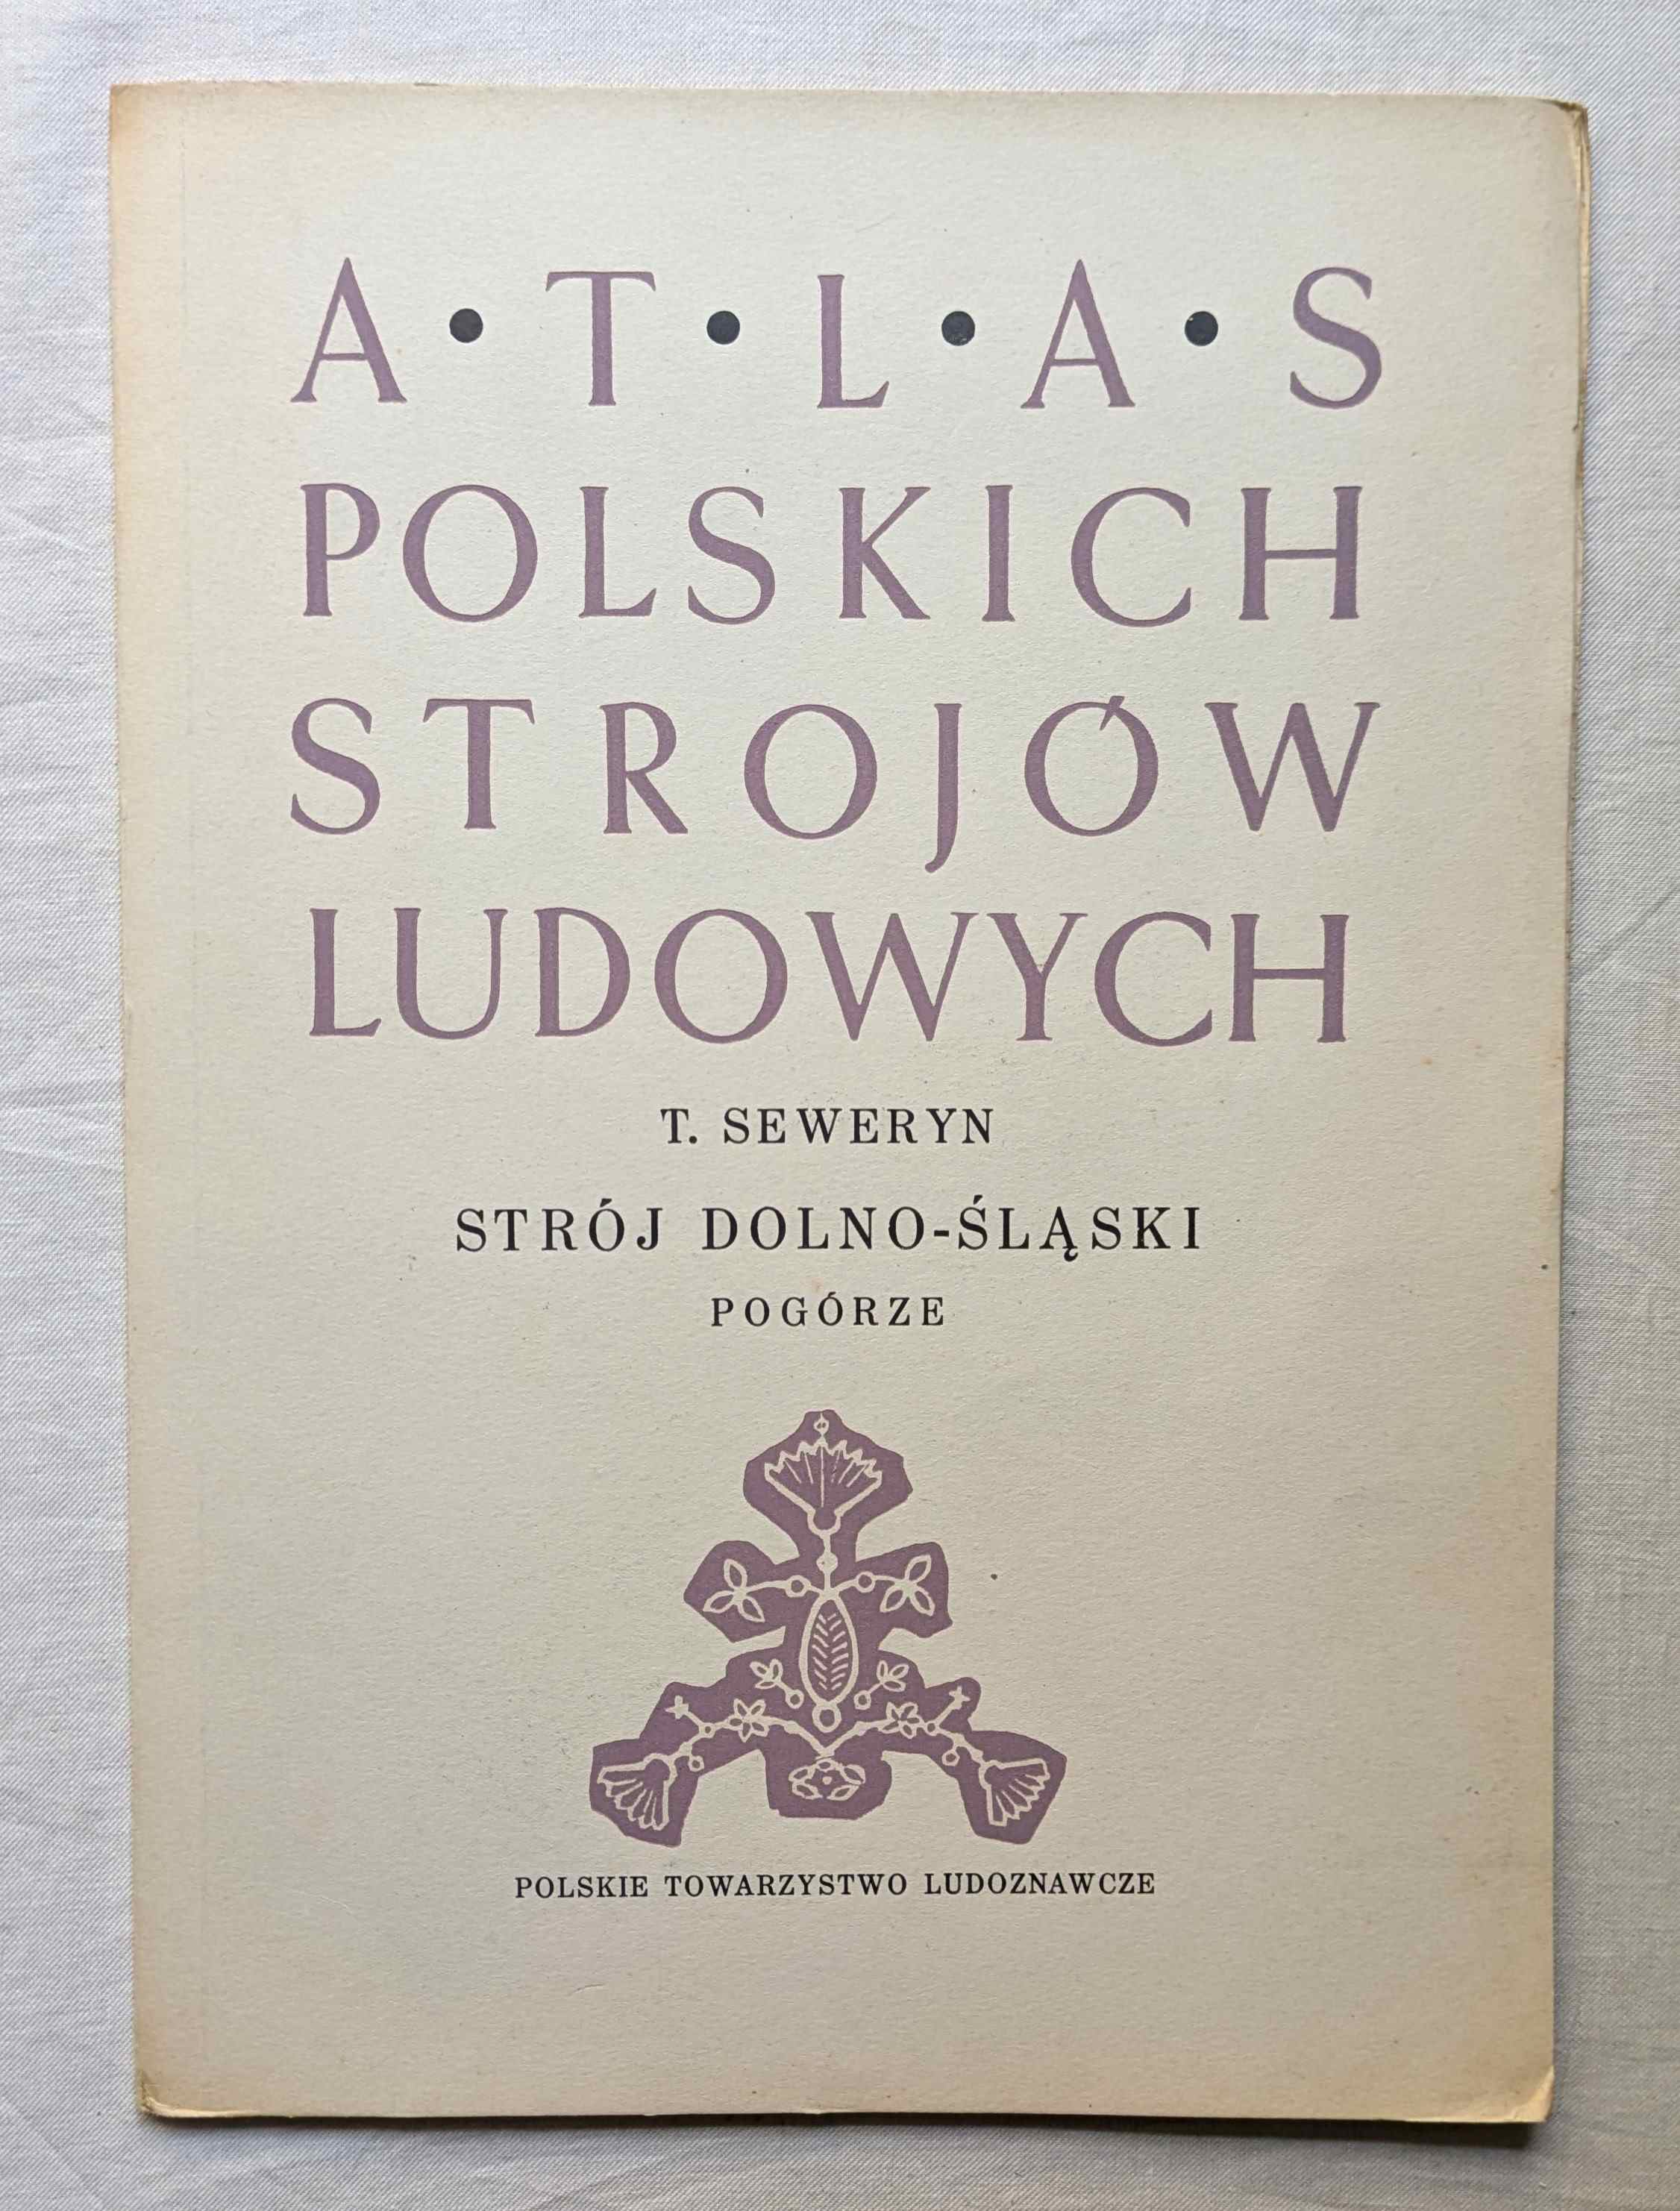 A•T•L•A•S
POLSKICH
STROJÓW
LUDOWYCH
T. SEWERYN
STRÓJ DOLNO-ŚLĄSKI
POGÓRZE
POLSKIE TOWARZYSTWO LUDOZNAWCZE